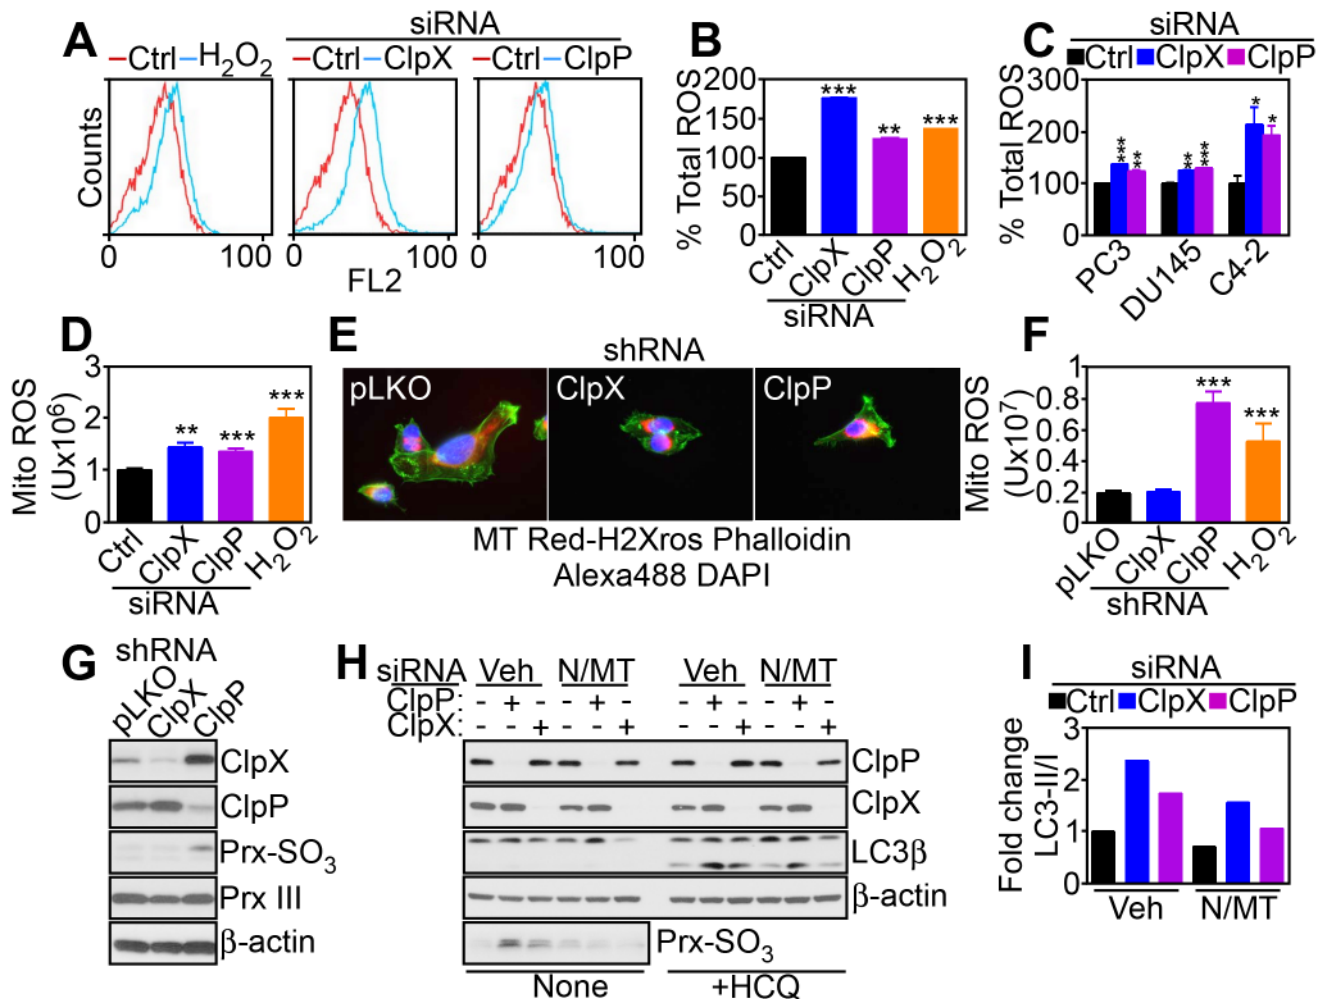 A
siRNA
Ctrl H2O2
Ctrl ClpX
Ctrl ClpP
Counts
0 100
0 100
0 100
FL2
B
% Total ROS
200
150
100
50
0
***
**
***
Ctrl
ClpX
ClpP
H2O2
siRNA
C
siRNA
Ctrl ClpX ClpP
% Total ROS
300
200
100
0
***
**
**
***
*
*
PC3
DU145
C4-2
D
Mito ROS
(Ux10^6)
3
2
1
0
**
***
***
Ctrl
ClpX
ClpP
H2O2
siRNA
E
shRNA
pLKO
ClpX
ClpP
MT Red-H2Xros Phalloidin
Alexa488 DAPI
F
Mito ROS
(Ux10^7)
1
0.8
0.6
0.4
0.2
0
***
***
pLKO
ClpX
ClpP
H2O2
shRNA
G
shRNA
pLKO
ClpX
ClpP
ClpX
ClpP
Prx-SO3
Prx III
β-actin
H
siRNA Veh N/MT Veh N/MT
ClpP: - + - - + - - + - - + -
ClpX: - - + - - + - - + - - +
ClpP
ClpX
LC3β
β-actin
Prx-SO3
None +HCQ
I
siRNA
Ctrl ClpX ClpP
Fold change
LC3-II/I
3
2
1
0
Veh N/MT